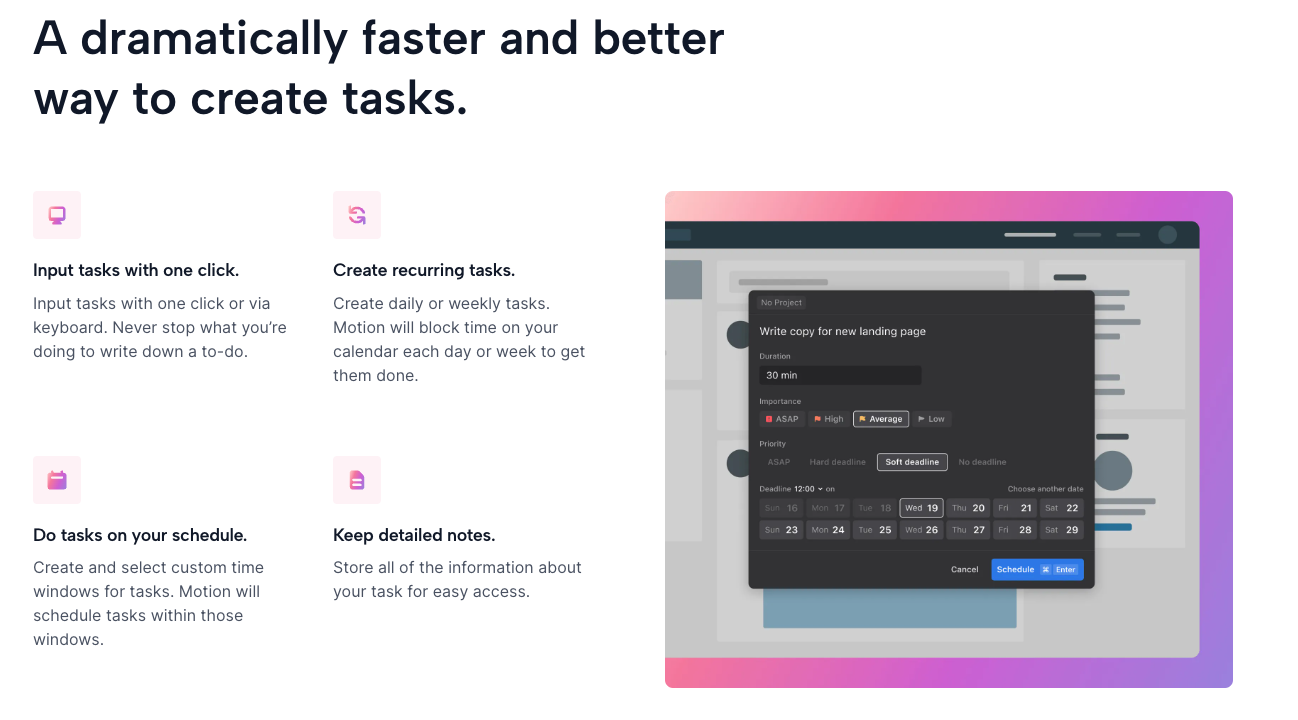 A dramatically faster and better
way to create tasks.
Input tasks with one click.
Input tasks with one click or via
keyboard. Never stop what you’re
doing to write down a to-do.
Create recurring tasks.
Create daily or weekly tasks.
Motion will block time on your
calendar each day or week to get
them done.
Do tasks on your schedule.
Create and select custom time
windows for tasks. Motion will
schedule tasks within those
windows.
Keep detailed notes.
Store all of the information about
your task for easy access.
No Project
Write copy for new landing page
Duration
30 min
Importance
ASAP High Average Low
Priority
ASAP Hard deadline Soft deadline No deadline
Deadline 12:00 on Choose another date
Sun 16 Mon 17 Tue 18 Wed 19 Thu 20 Fri 21 Sat 22
Sun 23 Mon 24 Tue 25 Wed 26 Thu 27 Fri 28 Sat 29
Cancel Schedule ⌘ Enter